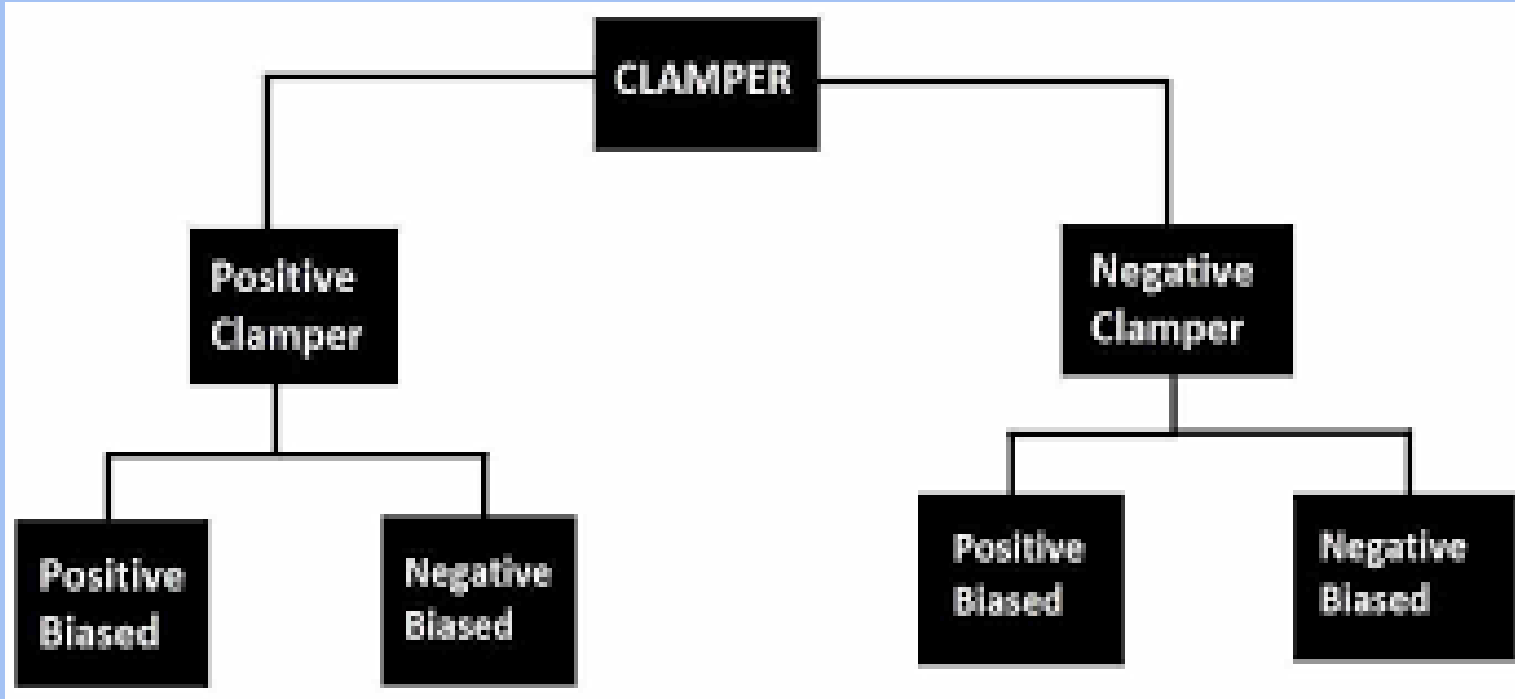 CLAMPER
Positive
Clamper
Negative
Clamper
Positive
Biased
Negative
Biased
Positive
Biased
Negative
Biased